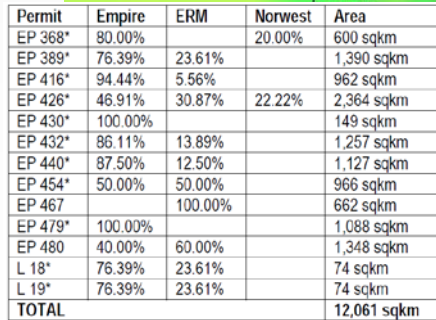 Permit Empire ERM Norwest Area
EP 368* 80.00% 20.00% 600 sqkm
EP 389* 76.39% 23.61% 1,390 sqkm
EP 416* 94.44% 5.56% 962 sqkm
EP 426* 46.91% 30.87% 22.22% 2,364 sqkm
EP 430* 100.00% 149 sqkm
EP 432* 86.11% 13.89% 1,257 sqkm
EP 440* 87.50% 12.50% 1,127 sqkm
EP 454* 50.00% 50.00% 966 sqkm
EP 467 100.00% 662 sqkm
EP 479* 100.00% 1,088 sqkm
EP 480 40.00% 60.00% 1,348 sqkm
L 18* 76.39% 23.61% 74 sqkm
L 19* 76.39% 23.61% 74 sqkm
TOTAL 12,061 sqkm